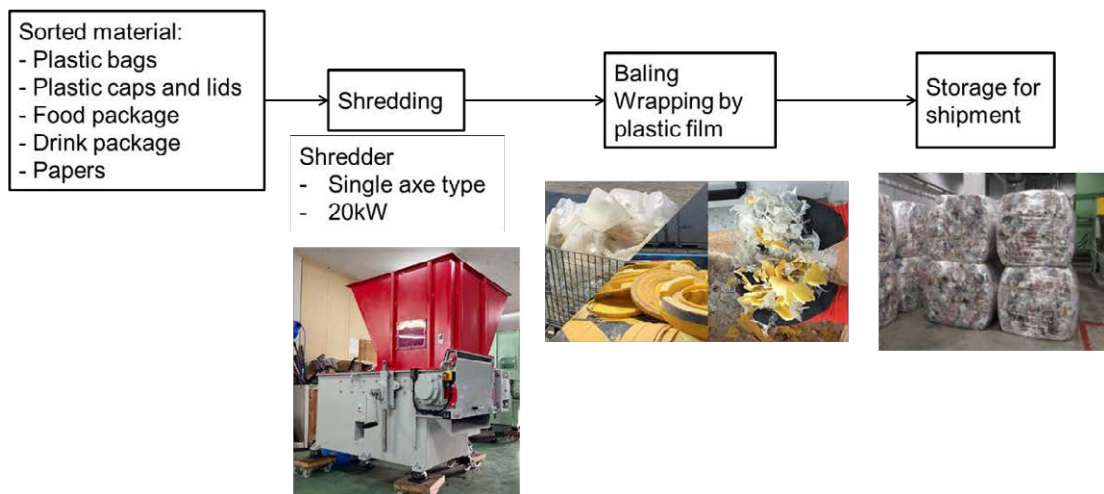 Sorted material:
- Plastic bags
- Plastic caps and lids
- Food package
- Drink package
- Papers
Shredding
Shredder
- Single axe type
- 20kW
Baling
Wrapping by
plastic film
Storage for
shipment